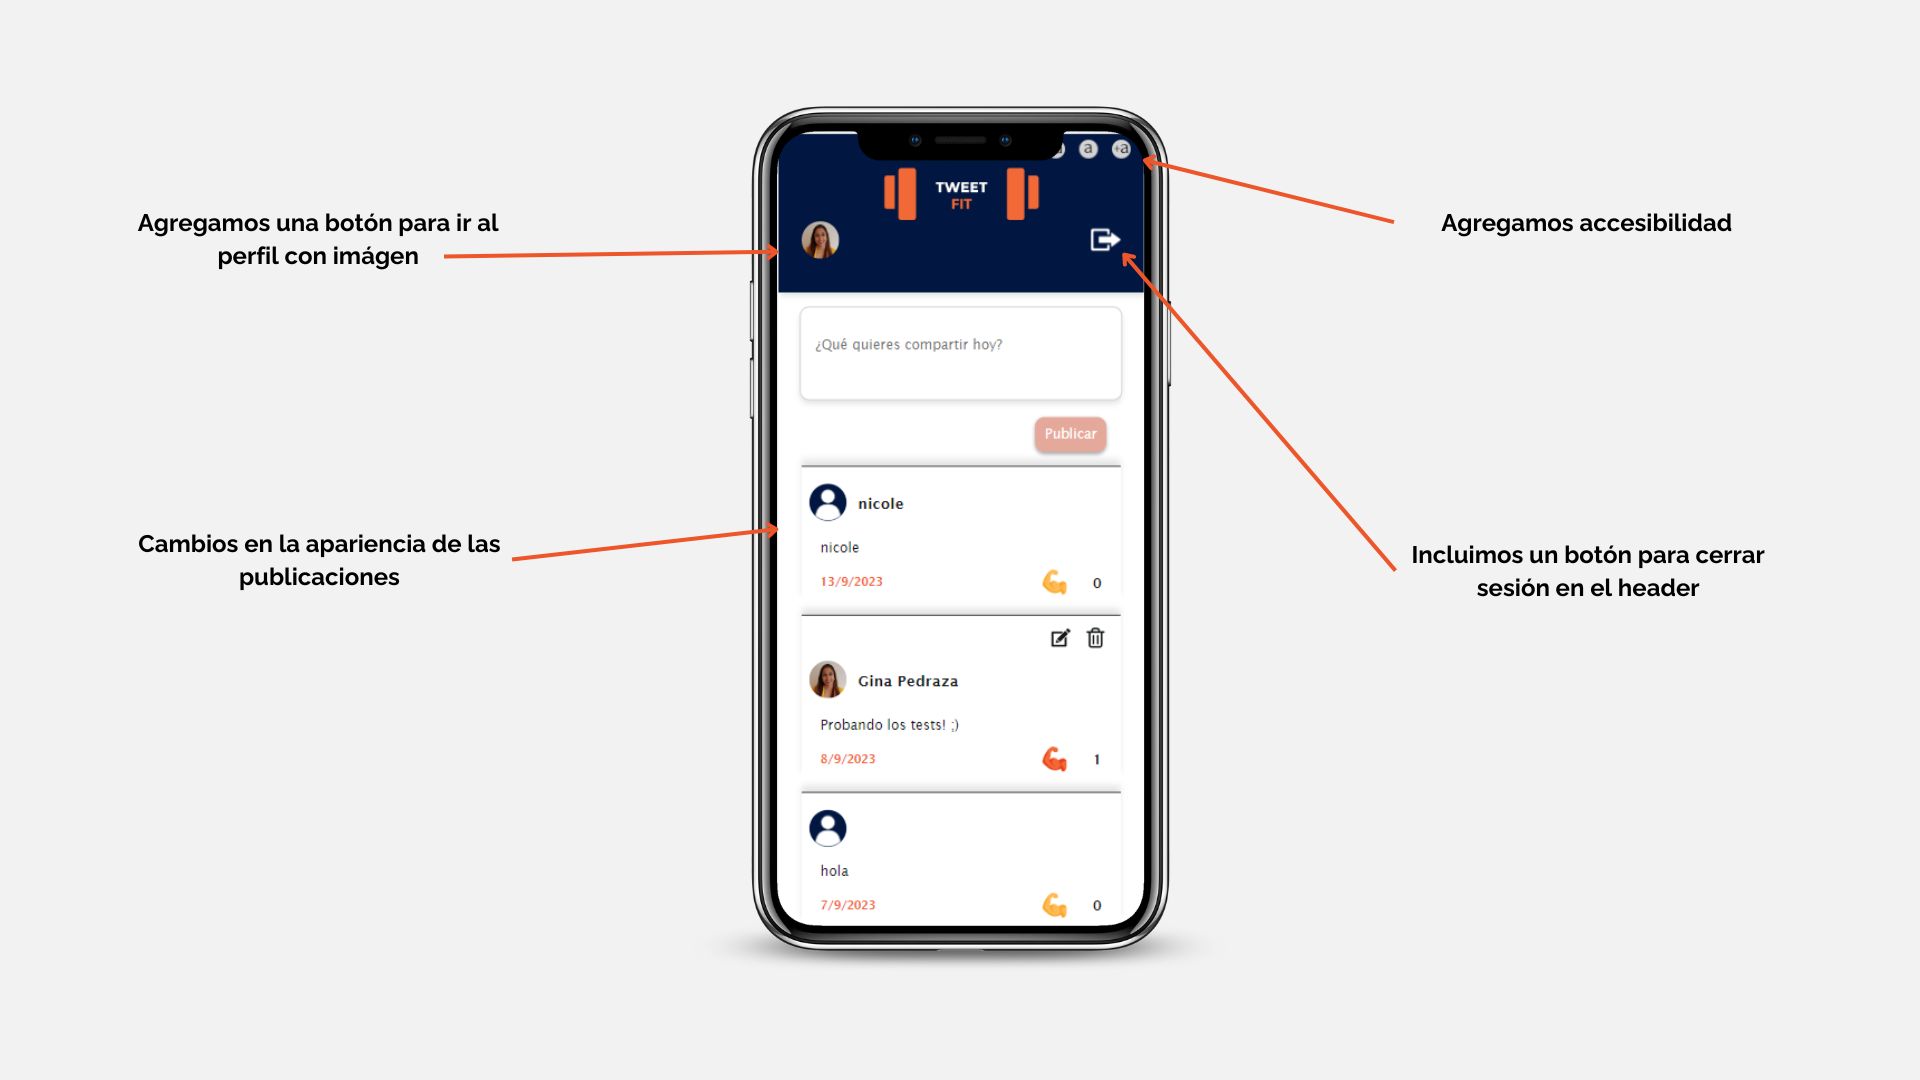 a
+a
TWEET
FIT
Agregamos una botón para ir al
perfil con imágen
Agregamos accesibilidad
¿Qué quieres compartir hoy?
Publicar
nicole
nicole
13/9/2023
0
Cambios en la apariencia de las
publicaciones
Incluimos un botón para cerrar
sesión en el header
Gina Pedraza
Probando los tests! ;)
8/9/2023
1
hola
7/9/2023
0